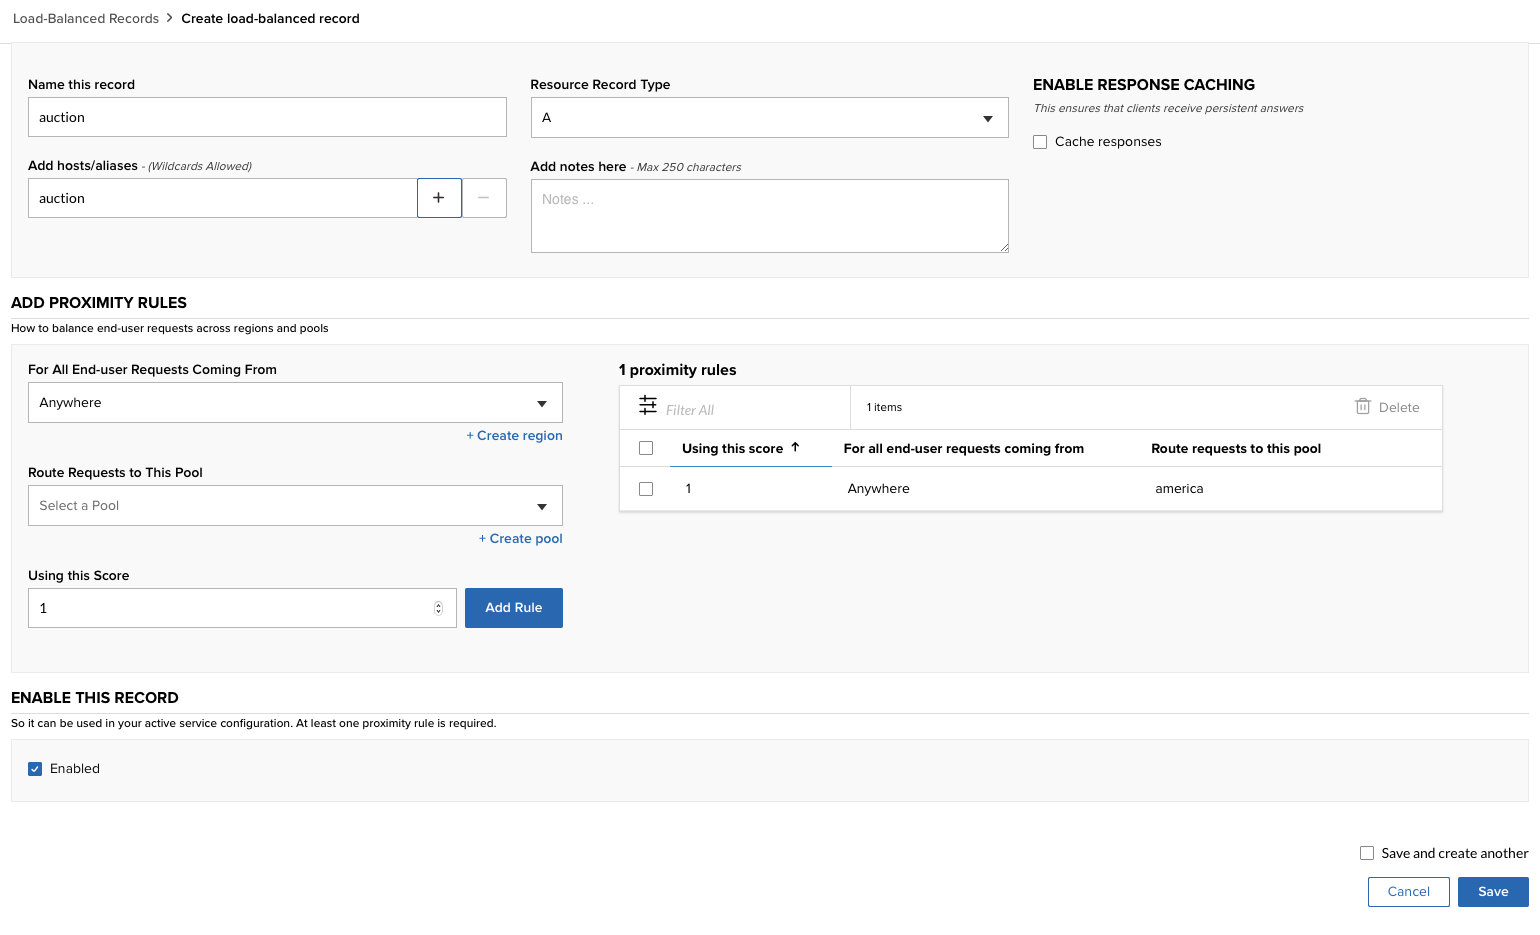 Load-Balanced Records > Create load-balanced record
Name this record
auction
Add hosts/aliases - (Wildcards Allowed)
auction
+
−
Resource Record Type
A
Add notes here - Max 250 characters
Notes ...
ENABLE RESPONSE CACHING
This ensures that clients receive persistent answers
Cache responses
ADD PROXIMITY RULES
How to balance end-user requests across regions and pools
For All End-user Requests Coming From
Anywhere
+ Create region
Route Requests to This Pool
Select a Pool
+ Create pool
Using this Score
1
Add Rule
1 proximity rules
Filter All
1 items
Delete
Using this score ↑ For all end-user requests coming from Route requests to this pool
1 Anywhere america
ENABLE THIS RECORD
So it can be used in your active service configuration. At least one proximity rule is required.
Enabled
Save and create another
Cancel
Save